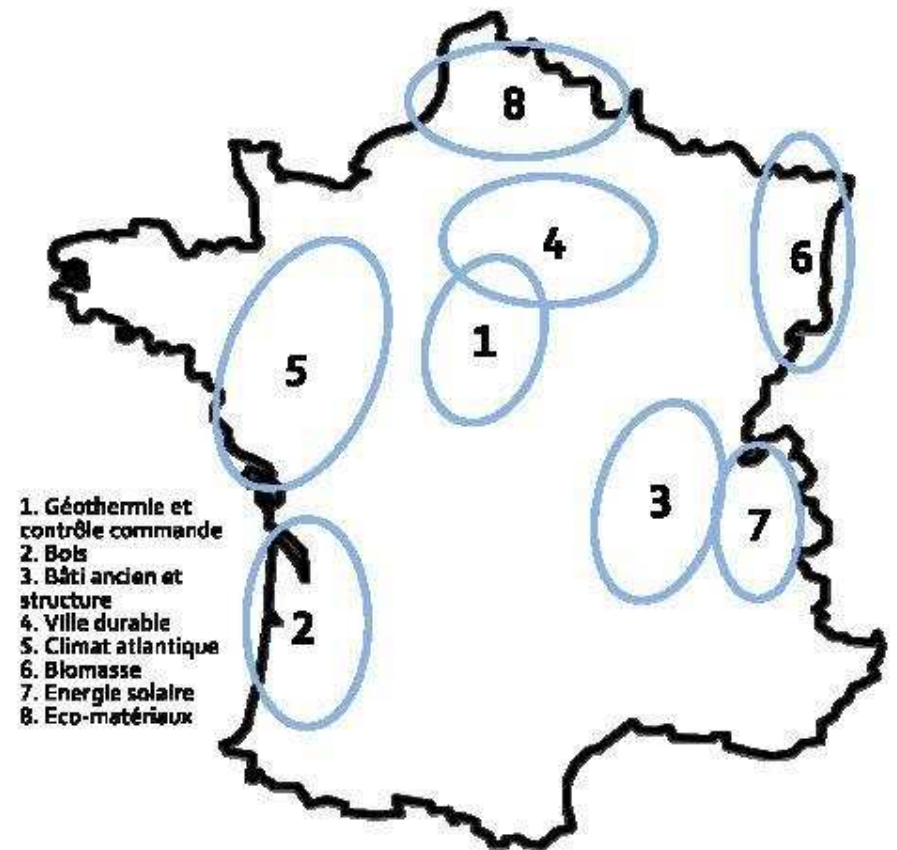 8
4
6
1
5
3
7
2
1. Géothermie et
contrôle commande
2. Bois
3. Bâti ancien et
structure
4. Ville durable
5. Climat atlantique
6. Biomasse
7. Energie solaire
8. Eco-matériaux